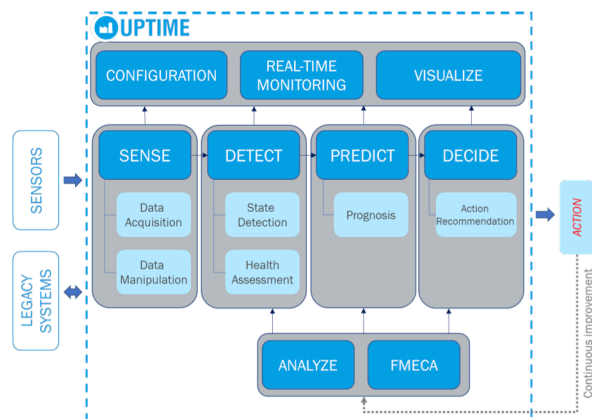 UPTIME
CONFIGURATION
REAL-TIME
MONITORING
VISUALIZE
SENSORS
LEGACY
SYSTEMS
SENSE
DETECT
PREDICT
DECIDE
Data
Acquisition
State
Detection
Prognosis
Action
Recommendation
Data
Manipulation
Health
Assessment
ACTION
ANALYZE
FMECA
Continuous improvement